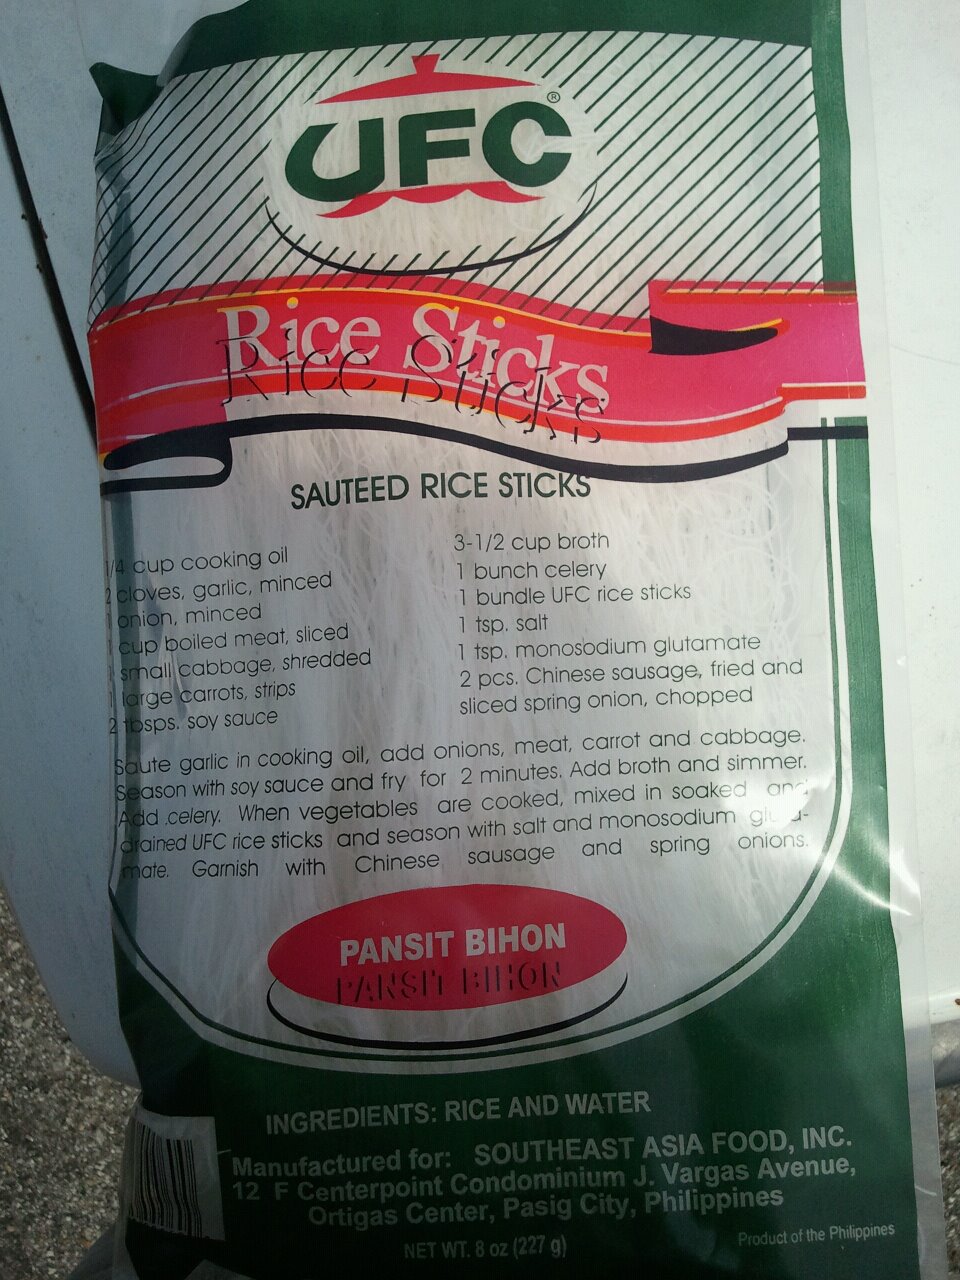 UFC®
Rice Sticks
SAUTEED RICE STICKS
1/4 cup cooking oil
2 cloves, garlic, minced
1 onion, minced
1 cup boiled meat, sliced
1 small cabbage, shredded
1 large carrots, strips
2 tbsps. soy sauce
3-1/2 cup broth
1 bunch celery
1 bundle UFC rice sticks
1 tsp. salt
1 tsp. monosodium glutamate
2 pcs. Chinese sausage, fried and
sliced spring onion, chopped
Saute garlic in cooking oil, add onions, meat, carrot and cabbage.
Season with soy sauce and fry for 2 minutes. Add broth and simmer.
Add .celery. When vegetables are cooked, mixed in soaked and
drained UFC rice sticks and season with salt and monosodium gluta-
mate. Garnish with Chinese sausage and spring onions.
PANSIT BIHON
INGREDIENTS: RICE AND WATER
Manufactured for: SOUTHEAST ASIA FOOD, INC.
12 F Centerpoint Condominium J. Vargas Avenue,
Ortigas Center, Pasig City, Philippines
NET WT. 8 oz (227 g)
Product of the Philippines